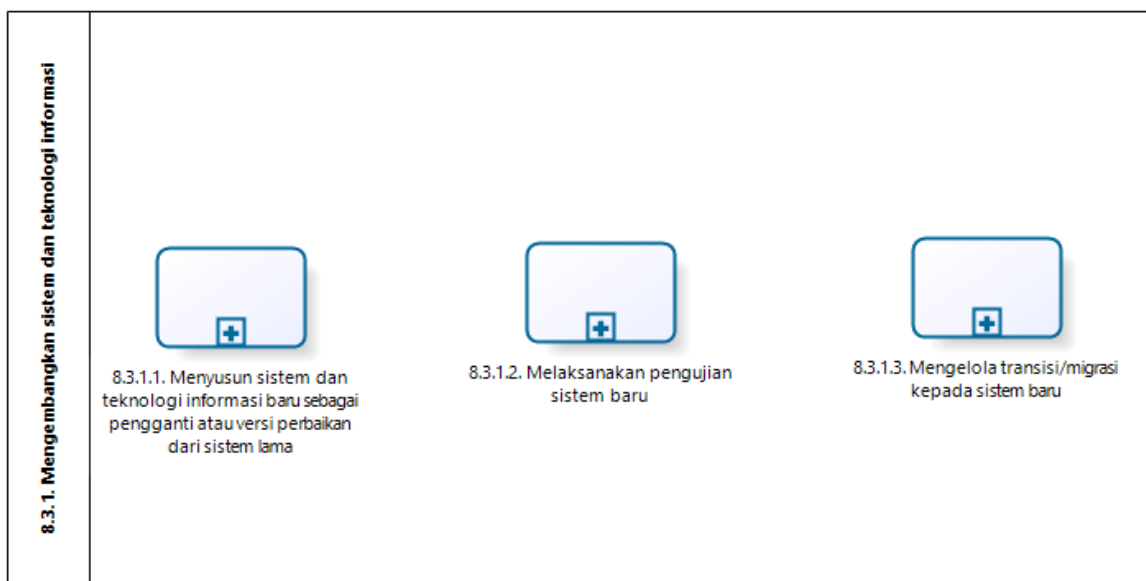 8.3.1. Mengembangkan sistem dan teknologi informasi
8.3.1.1. Menyusun sistem dan
teknologi informasi baru sebagai
pengganti atau versi perbaikan
dari sistem lama
8.3.1.2. Melaksanakan pengujian
sistem baru
8.3.1.3. Mengelola transisi/migrasi
kepada sistem baru